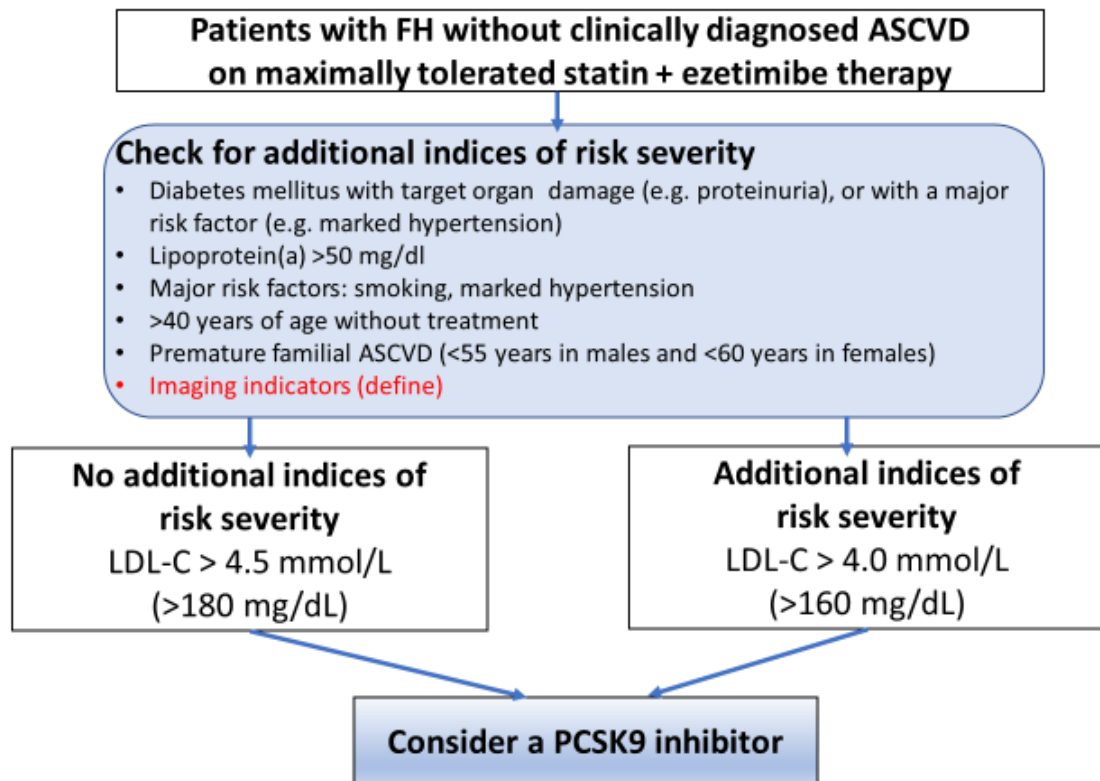 Patients with FH without clinically diagnosed ASCVD
on maximally tolerated statin + ezetimibe therapy
Check for additional indices of risk severity
• Diabetes mellitus with target organ  damage (e.g. proteinuria), or with a major
risk factor (e.g. marked hypertension)
• Lipoprotein(a) >50 mg/dl
• Major risk factors: smoking, marked hypertension
• >40 years of age without treatment
• Premature familial ASCVD (<55 years in males and <60 years in females)
• Imaging indicators (define)
No additional indices of
risk severity
LDL-C > 4.5 mmol/L
(>180 mg/dL)
Additional indices of
risk severity
LDL-C > 4.0 mmol/L
(>160 mg/dL)
Consider a PCSK9 inhibitor